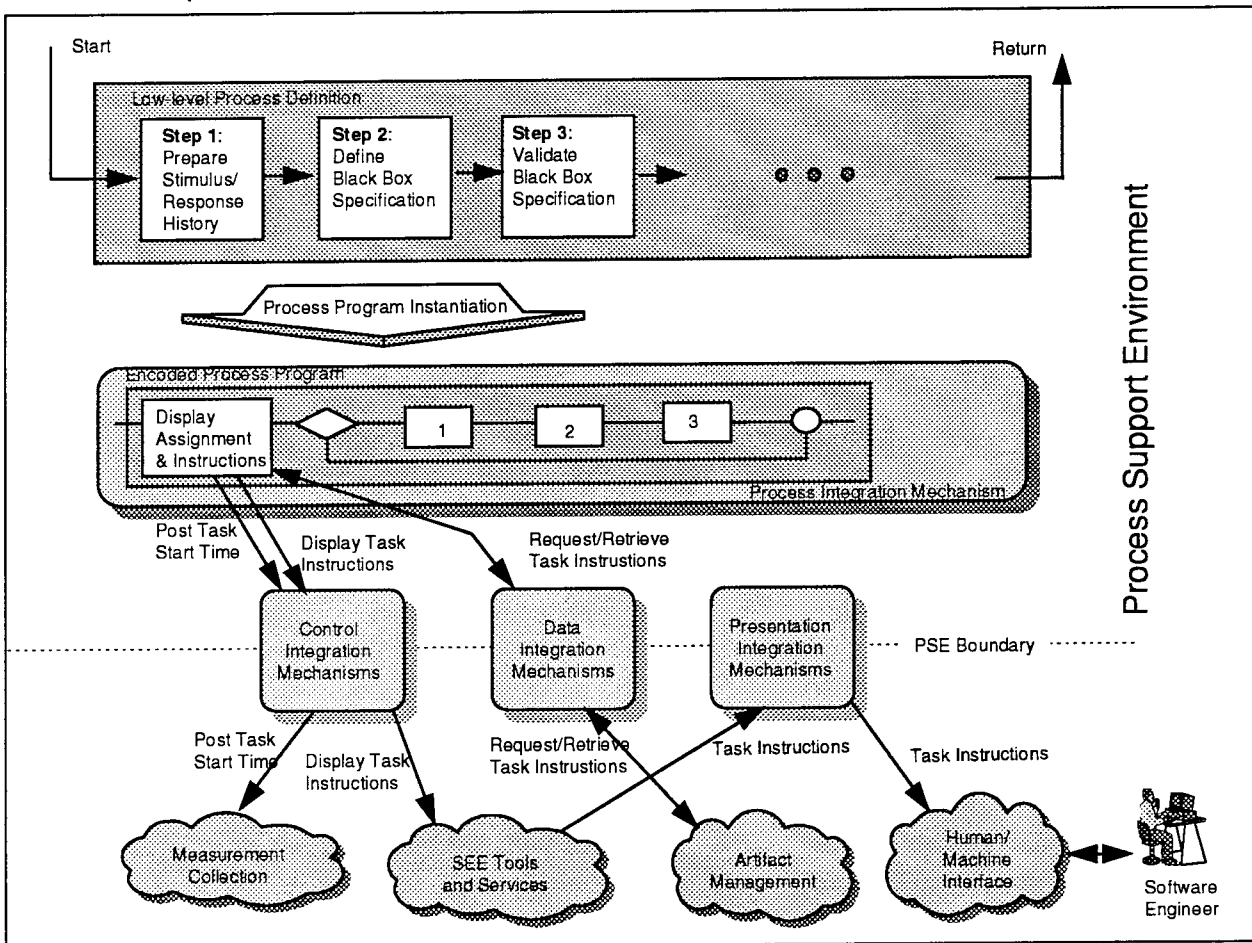 Start
Return
Low-level Process Definition
Step 1:
Prepare
Stimulus/
Response
History
Step 2:
Define
Black Box
Specification
Step 3:
Validate
Black Box
Specification
Process Support Environment
Process Program Instantiation
Encoded Process Program
Display
Assignment
& Instructions
1
2
3
Process Integration Mechanism
Post Task
Start Time
Display Task
Instructions
Request/Retrieve
Task Instrustions
Control
Integration
Mechanisms
Data
Integration
Mechanisms
Presentation
Integration
Mechanisms
PSE Boundary
Post Task
Start Time
Display Task
Instructions
Request/Retrieve
Task Instrustions
Task Instructions
Task Instructions
Measurement
Collection
SEE Tools
and Services
Artifact
Management
Human/
Machine
Interface
Software
Engineer